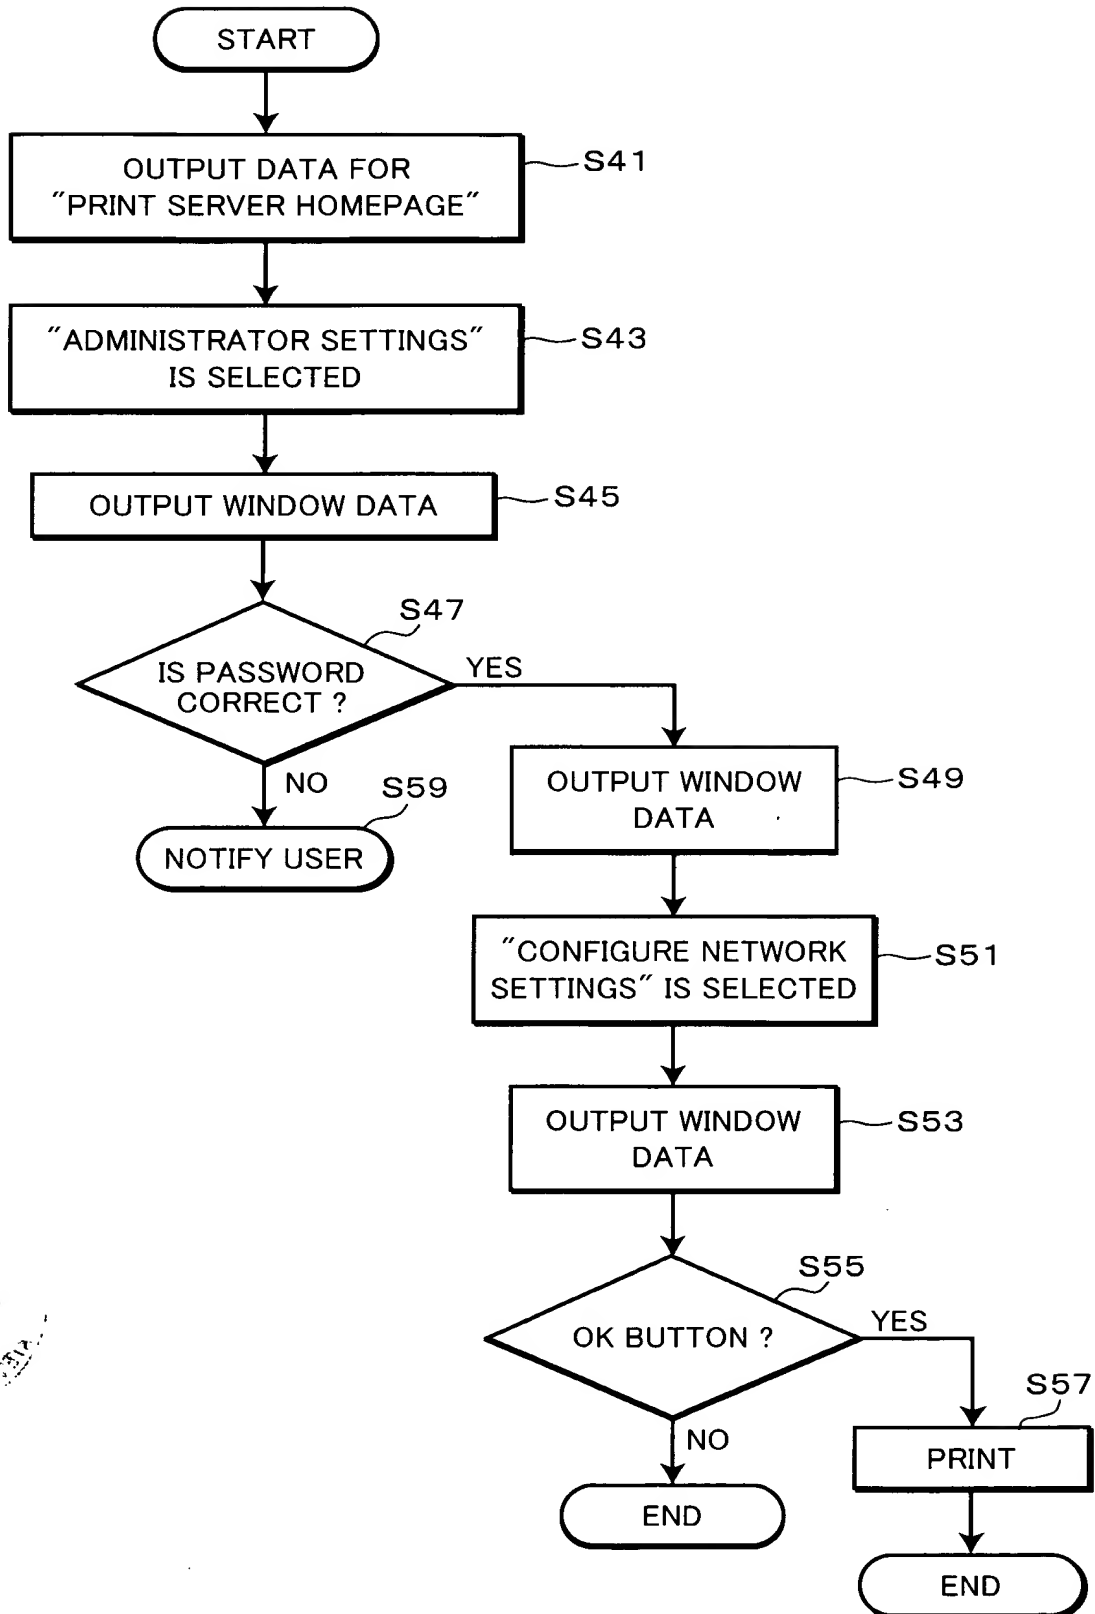 START
OUTPUT DATA FOR
"PRINT SERVER HOMEPAGE"
S41
"ADMINISTRATOR SETTINGS"
IS SELECTED
S43
OUTPUT WINDOW DATA
S45
S47
IS PASSWORD
CORRECT ?
YES
NO
S59
NOTIFY USER
OUTPUT WINDOW
DATA
S49
"CONFIGURE NETWORK
SETTINGS" IS SELECTED
S51
OUTPUT WINDOW
DATA
S53
S55
OK BUTTON ?
YES
NO
S57
PRINT
END
END